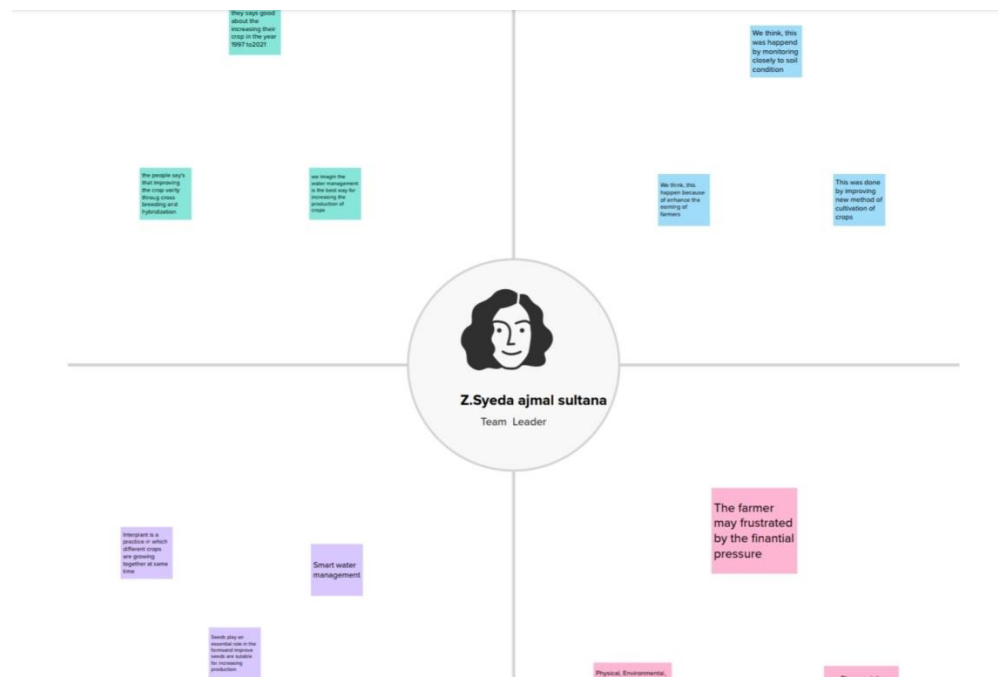 they says good
about the
increasing their
crop in the year
1997 to2021
the people say's
that improving
the crop verity
throug cross
breeding and
hybridization
we imagin the
water management
is the best way for
increasing the
production of
crops
We think, this
was happend
by monitoring
closely to soil
condition
We think, this
happen because
of enhance the
earning of
farmers
This was done
by improving
new method of
cultivation of
crops
Z.Syeda ajmal sultana
Team Leader
Interplant is a
practice in which
different crops
are growing
together at same
time
Smart water
management
Seeds play an
essential role in the
seeds are
for increasing
production
The farmer
may frustrated
by the finantial
pressure
Physical, Environmental,